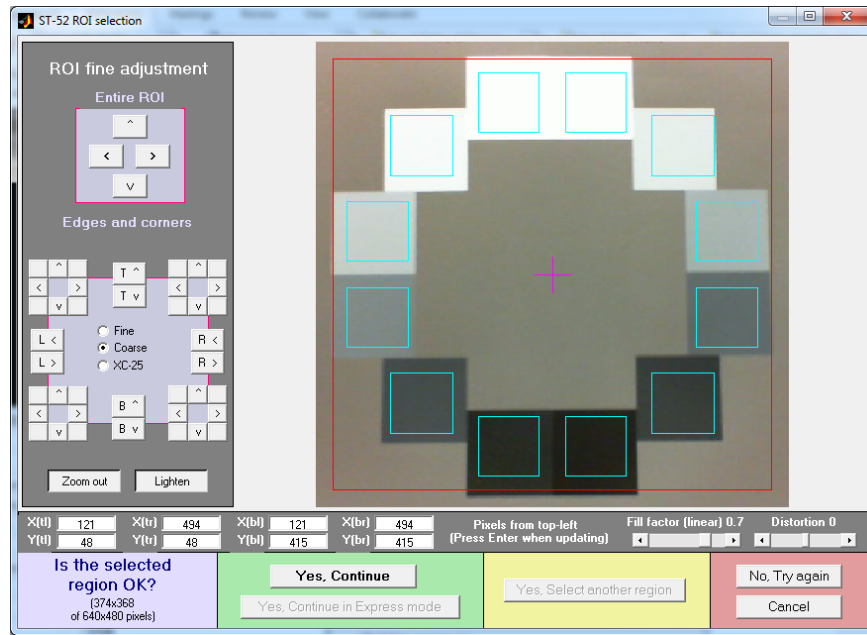 ST-52 ROI selection
ROI fine adjustment
Entire ROI
^
< >
v
Edges and corners
^ T ^ ^
< > T v < >
v v
L < Fine R <
L > Coarse R >
XC-25
^ B ^ ^
< > B v < >
v v
Zoom out Lighten
X(tl) 121 X(tr) 494 X(bl) 121 X(br) 494 Pixels from top-left Fill factor (linear) 0.7 Distortion 0
Y(tl) 48 Y(tr) 48 Y(bl) 415 Y(br) 415 (Press Enter when updating)
Is the selected
region OK?
(374x368
of 640x480 pixels)
Yes, Continue
Yes, Continue in Express mode
Yes, Select another region
No, Try again
Cancel